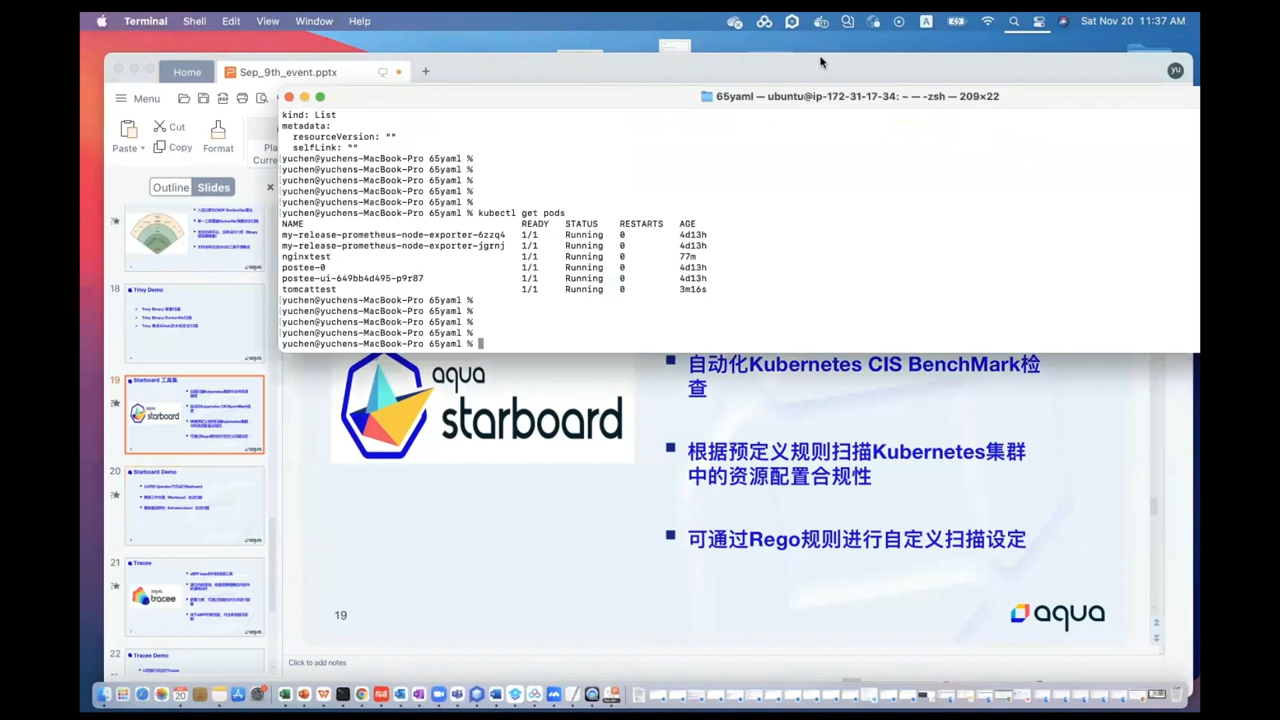 Terminal Shell Edit View Window Help
Sat Nov 20 11:37 AM
Home Sep_9th_event.pptx
yu
Menu
65yaml — ubuntu@ip-172-31-17-34: ~ — -zsh — 209×22
Paste Cut Copy Format
Outline Slides
kind: List
metadata:
resourceVersion: ""
selfLink: ""
yuchen@yuchens-MacBook-Pro 65yaml %
yuchen@yuchens-MacBook-Pro 65yaml %
yuchen@yuchens-MacBook-Pro 65yaml %
yuchen@yuchens-MacBook-Pro 65yaml %
yuchen@yuchens-MacBook-Pro 65yaml %
yuchen@yuchens-MacBook-Pro 65yaml % kubectl get pods
NAME READY STATUS RESTARTS AGE
my-release-prometheus-node-exporter-6zzq4 1/1 Running 0 4d13h
my-release-prometheus-node-exporter-jgrnj 1/1 Running 0 4d13h
nginxtest 1/1 Running 0 77m
postee-0 1/1 Running 0 4d13h
postee-ui-649bb4d495-p9r87 1/1 Running 0 4d13h
tomcattest 1/1 Running 0 3m16s
yuchen@yuchens-MacBook-Pro 65yaml %
yuchen@yuchens-MacBook-Pro 65yaml %
yuchen@yuchens-MacBook-Pro 65yaml %
yuchen@yuchens-MacBook-Pro 65yaml %
yuchen@yuchens-MacBook-Pro 65yaml %
18 Trivy Demo
19 Starboard 工具集
20 Starboard Demo
21 Tracee
22 Tracee Demo
aqua
starboard
自动化Kubernetes CIS BenchMark检
查
根据预定义规则扫描Kubernetes集群
中的资源配置合规性
可通过Rego规则进行自定义扫描设定
19
aqua
Click to add notes